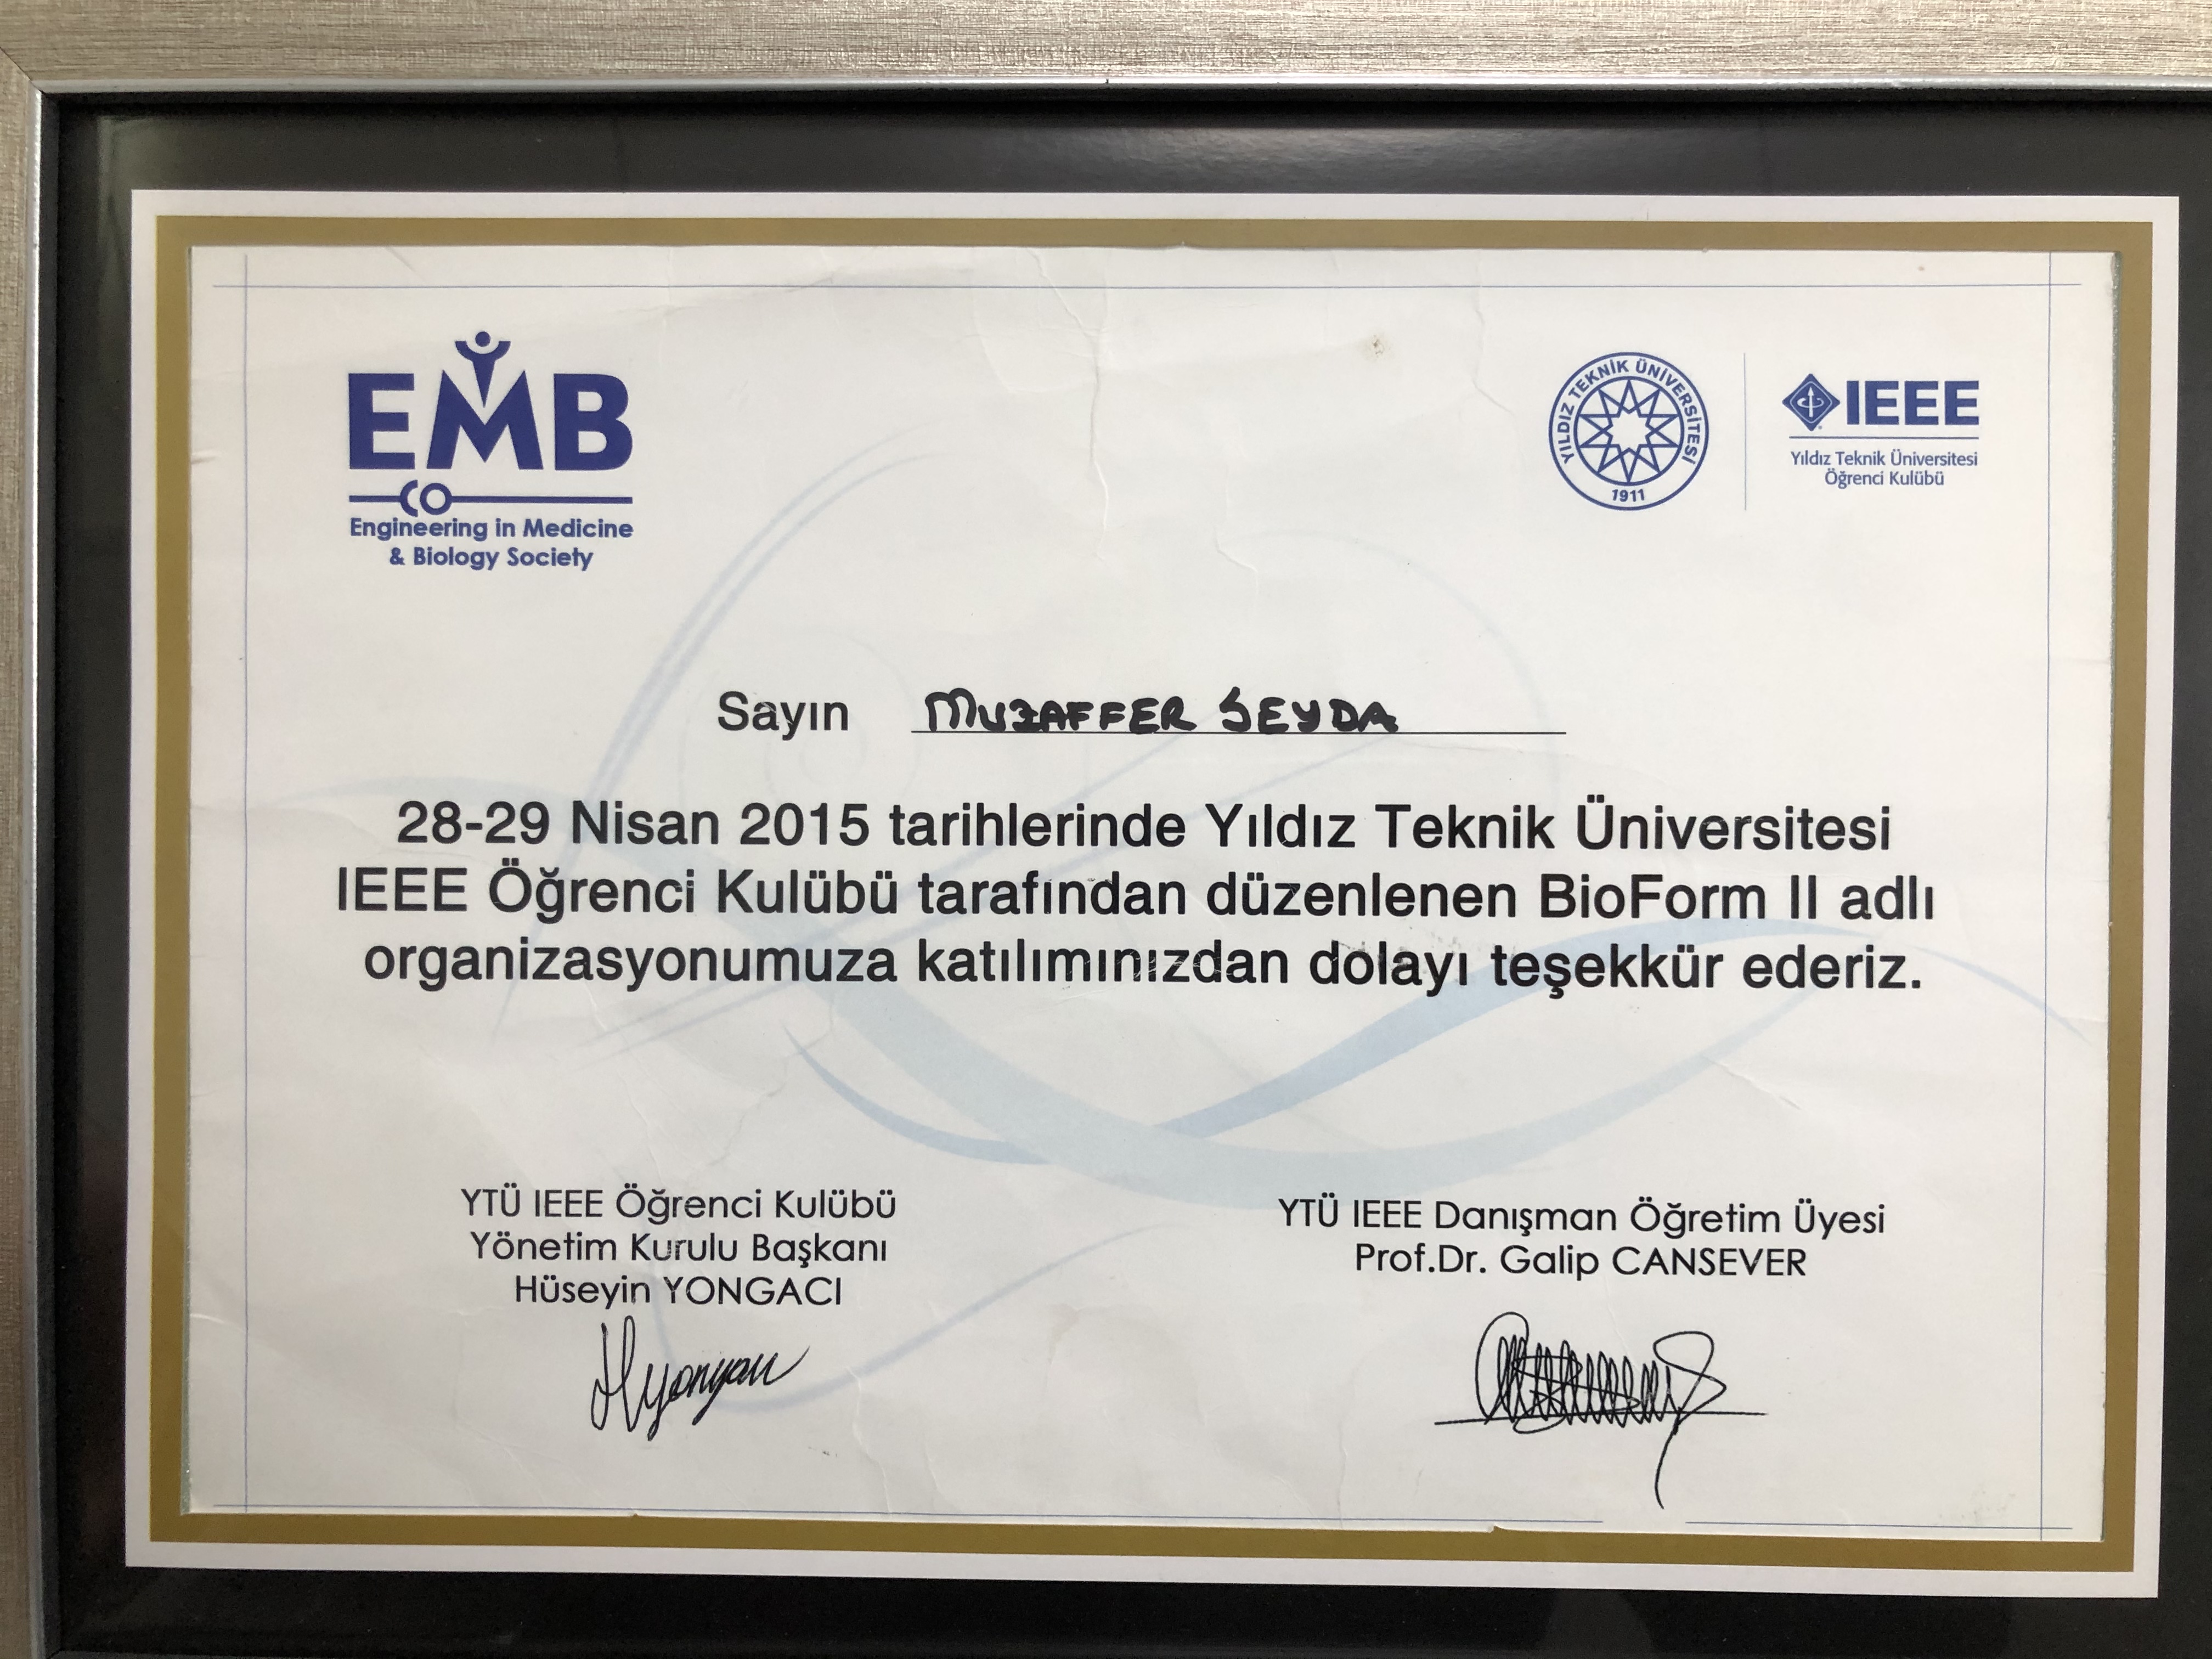 EMB
Engineering in Medicine
& Biology Society
YILDIZ TEKNİK ÜNİVERSİTESİ
1911
IEEE
Yıldız Teknik Üniversitesi
Öğrenci Kulübü
Sayın MUZAFFER SEYDA
28-29 Nisan 2015 tarihlerinde Yıldız Teknik Üniversitesi
IEEE Öğrenci Kulübü tarafından düzenlenen BioForm II adlı
organizasyonumuza katılımınızdan dolayı teşekkür ederiz.
YTÜ IEEE Öğrenci Kulübü
Yönetim Kurulu Başkanı
Hüseyin YONGACI
YTÜ IEEE Danışman Öğretim Üyesi
Prof.Dr. Galip CANSEVER